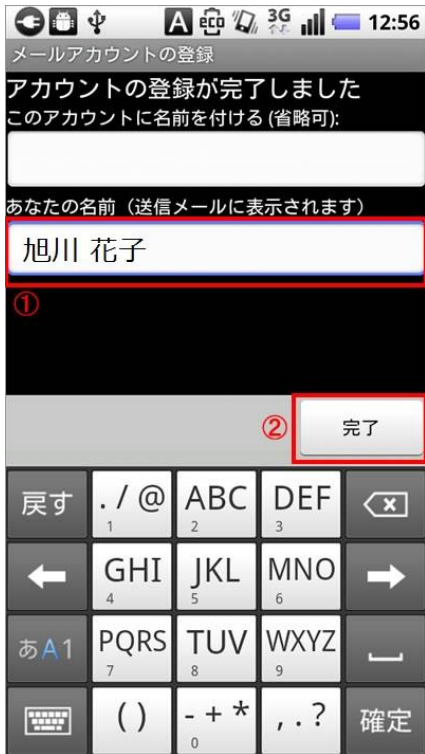 A eco 3G 12:56
メールアカウントの登録
アカウントの登録が完了しました
このアカウントに名前を付ける (省略可):
あなたの名前（送信メールに表示されます）
旭川 花子
①
② 完了
戻す ./@ ABC DEF
1 2 3
GHI JKL MNO
4 5 6
あA1 PQRS TUV WXYZ
7 8 9
( ) - + * , . ? 確定
0